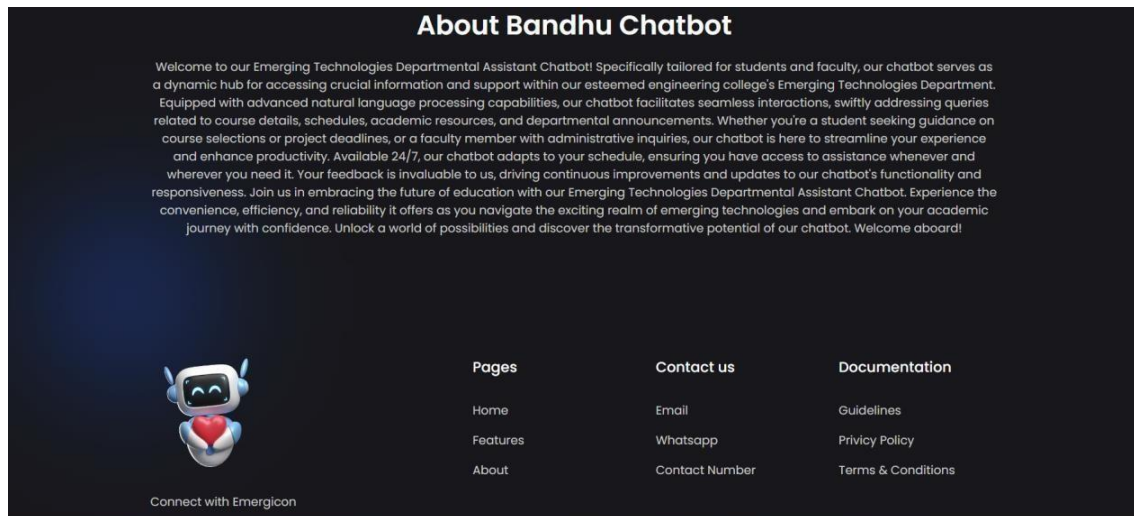 About Bandhu Chatbot
Welcome to our Emerging Technologies Departmental Assistant Chatbot! Specifically tailored for students and faculty, our chatbot serves as
a dynamic hub for accessing crucial information and support within our esteemed engineering college's Emerging Technologies Department.
Equipped with advanced natural language processing capabilities, our chatbot facilitates seamless interactions, swiftly addressing queries
related to course details, schedules, academic resources, and departmental announcements. Whether you're a student seeking guidance on
course selections or project deadlines, or a faculty member with administrative inquiries, our chatbot is here to streamline your experience
and enhance productivity. Available 24/7, our chatbot adapts to your schedule, ensuring you have access to assistance whenever and
wherever you need it. Your feedback is invaluable to us, driving continuous improvements and updates to our chatbot's functionality and
responsiveness. Join us in embracing the future of education with our Emerging Technologies Departmental Assistant Chatbot. Experience the
convenience, efficiency, and reliability it offers as you navigate the exciting realm of emerging technologies and embark on your academic
journey with confidence. Unlock a world of possibilities and discover the transformative potential of our chatbot. Welcome aboard!
Connect with Emergicon
Pages
Home
Features
About
Contact us
Email
Whatsapp
Contact Number
Documentation
Guidelines
Privicy Policy
Terms & Conditions